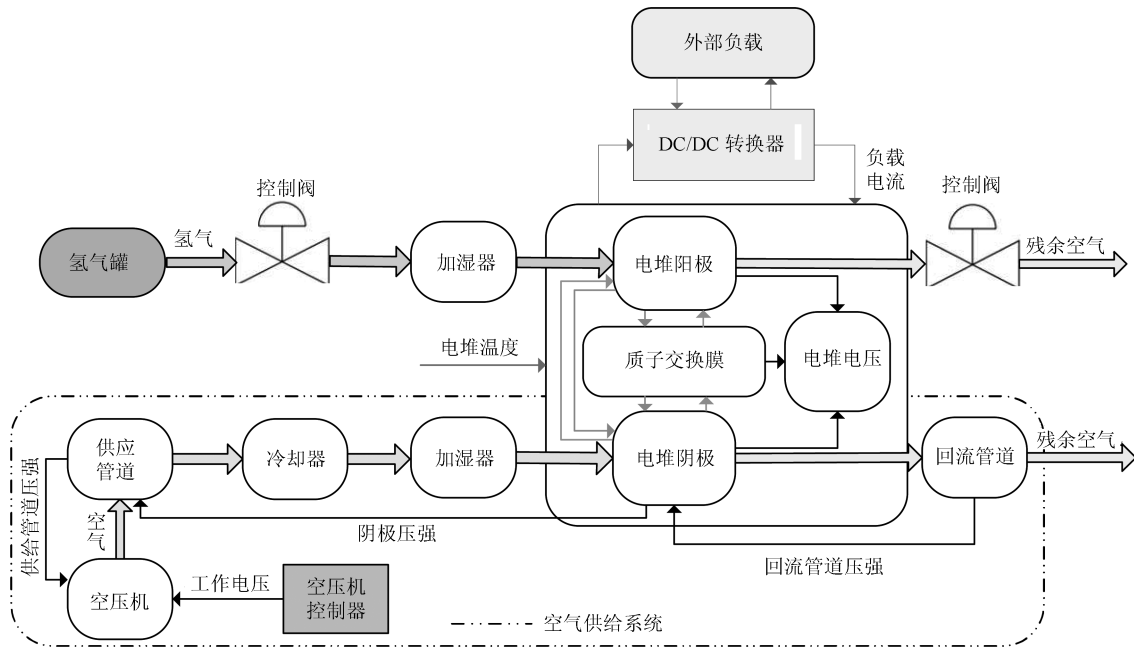 外部负载
DC/DC 转换器
负载
电流
控制阀
控制阀
氢气罐
氢气
加湿器
电堆阳极
残余空气
电堆温度
质子交换膜
电堆电压
供应
管道
冷却器
加湿器
电堆阴极
回流管道
残余空气
供给管道压强
空气
阴极压强
回流管道压强
空压机
工作电压
空压机
控制器
空气供给系统